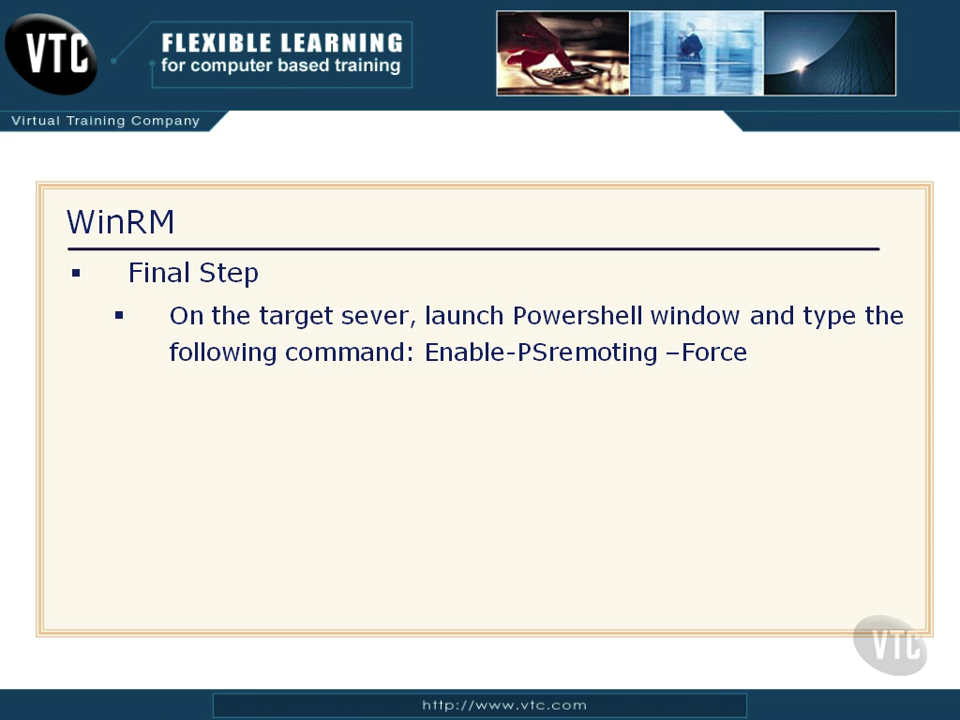 VTC
FLEXIBLE LEARNING
for computer based training
Virtual Training Company
WinRM
▪ Final Step
▪ On the target sever, launch Powershell window and type the
following command: Enable-PSremoting –Force
VTC
http://www.vtc.com